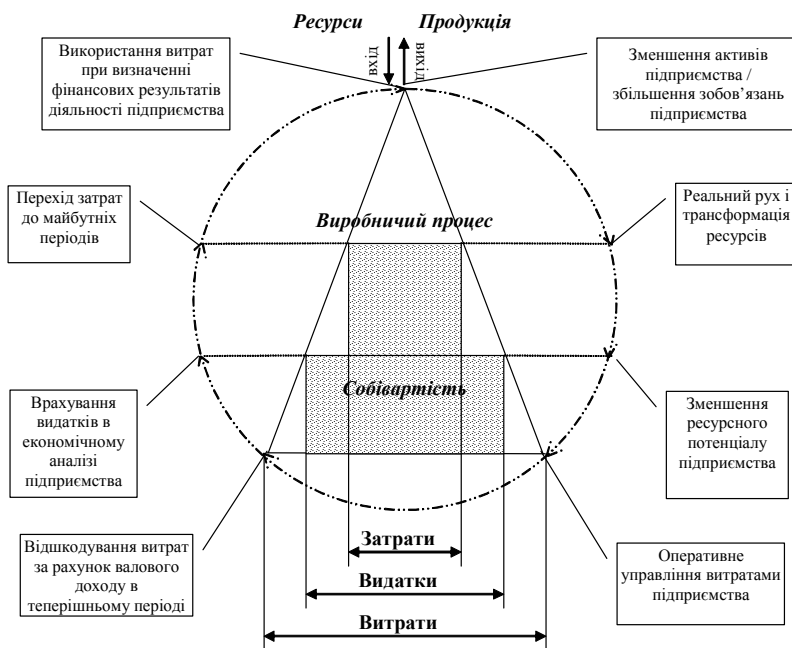 Ресурси
Продукція
вхід
вихід
Використання витрат
при визначенні
фінансових результатів
діяльності підприємства
Зменшення активів
підприємства /
збільшення зобов’язань
підприємства
Перехід затрат
до майбутніх
періодів
Виробничий процес
Реальний рух і
трансформація
ресурсів
Врахування
видатків в
економічному
аналізі
підприємства
Собівартість
Зменшення
ресурсного
потенціалу
підприємства
Відшкодування витрат
за рахунок валового
доходу в
теперішньому періоді
Затрати
Видатки
Витрати
Оперативне
управління витратами
підприємства